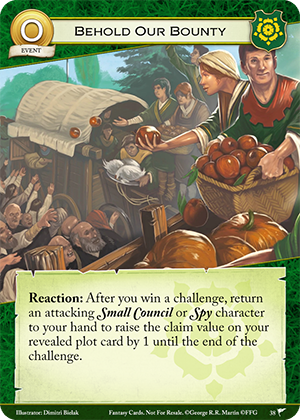 Behold Our Bounty
0
EVENT
Reaction: After you win a challenge, return
an attacking Small Council or Spy character
to your hand to raise the claim value on your
revealed plot card by 1 until the end of the
challenge.
Illustrator: Dimitri Bielak
Fantasy Cards. Not For Resale. ©George R.R. Martin ©FFG
38